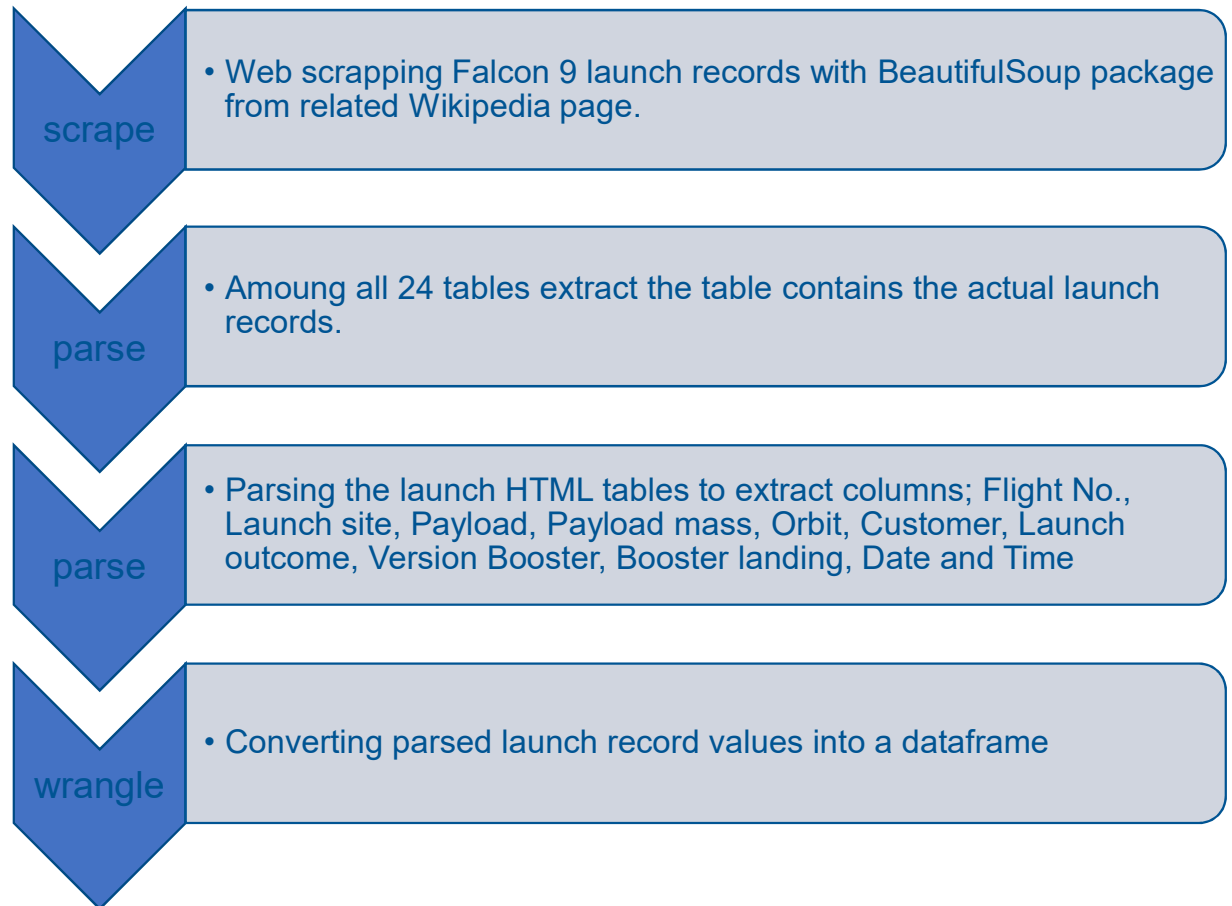 scrape
• Web scrapping Falcon 9 launch records with BeautifulSoup package
from related Wikipedia page.
parse
• Amoung all 24 tables extract the table contains the actual launch
records.
parse
• Parsing the launch HTML tables to extract columns; Flight No.,
Launch site, Payload, Payload mass, Orbit, Customer, Launch
outcome, Version Booster, Booster landing, Date and Time
wrangle
• Converting parsed launch record values into a dataframe